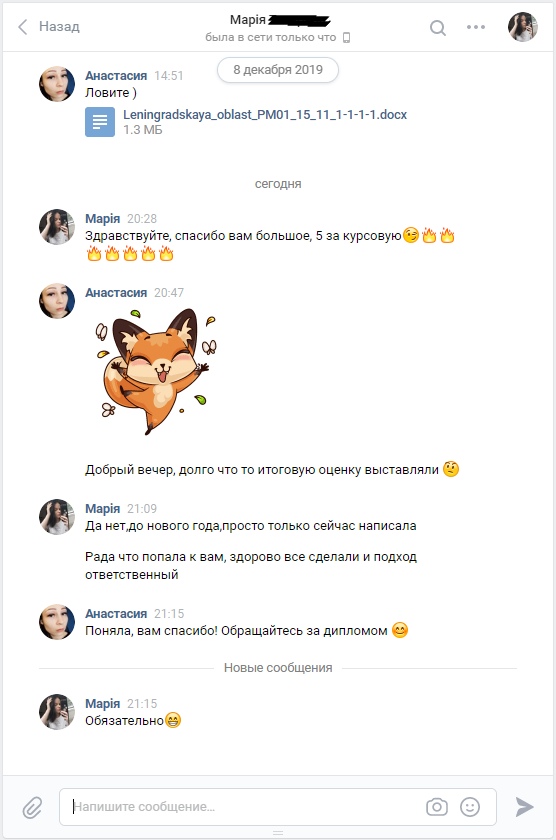 Назад
Марія
была в сети только что
8 декабря 2019
Анастасия 14:51
Ловите )
Leningradskaya_oblast_PM01_15_11_1-1-1-1.docx
1.3 МБ
сегодня
Марія 20:28
Здравствуйте, спасибо вам большое, 5 за курсовую😉🔥🔥
🔥🔥🔥🔥🔥
Анастасия 20:47
Добрый вечер, долго что то итоговую оценку выставляли 🤨
Марія 21:09
Да нет,до нового года,просто только сейчас написала
Рада что попала к вам, здорово все сделали и подход
ответственный
Анастасия 21:15
Поняла, вам спасибо! Обращайтесь за дипломом 😊
Новые сообщения
Марія 21:15
Обязательно😁
Напишите сообщение...